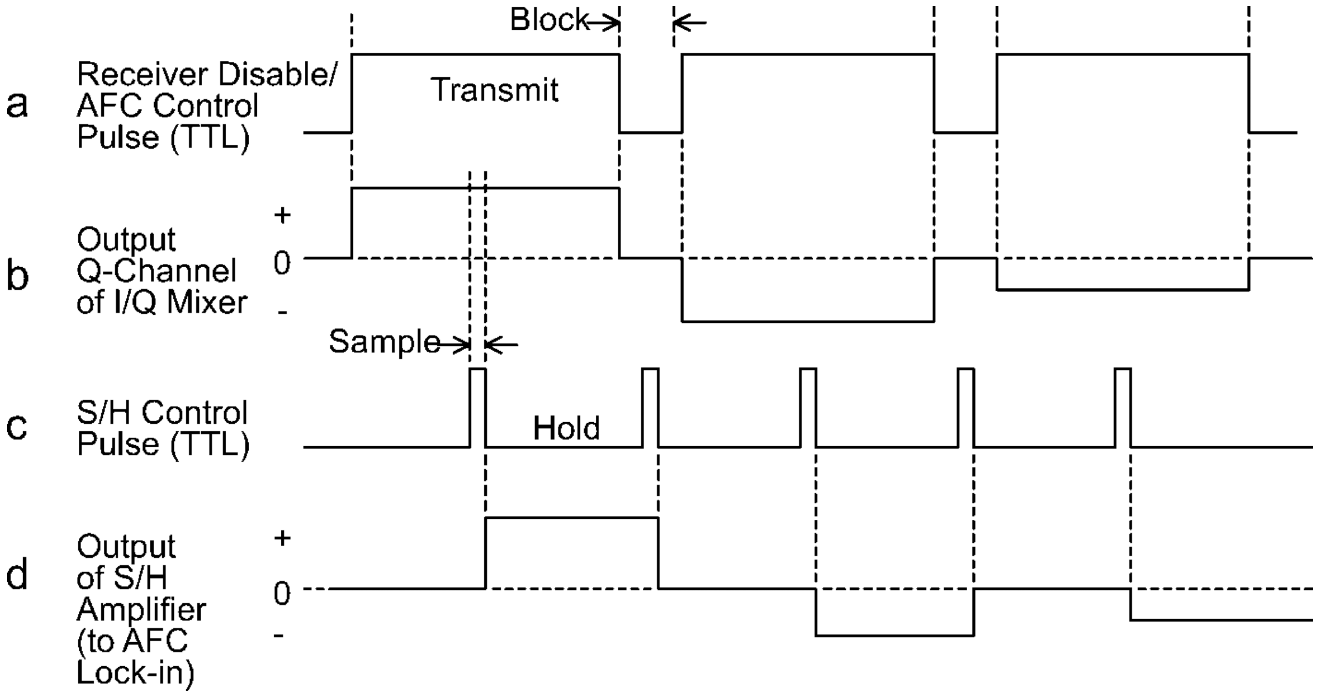 Block
a
Receiver Disable/
AFC Control
Pulse (TTL)
Transmit
b
Output
Q-Channel
of I/Q Mixer
+
0
-
Sample
c
S/H Control
Pulse (TTL)
Hold
d
Output
of S/H
Amplifier
(to AFC
Lock-in)
+
0
-